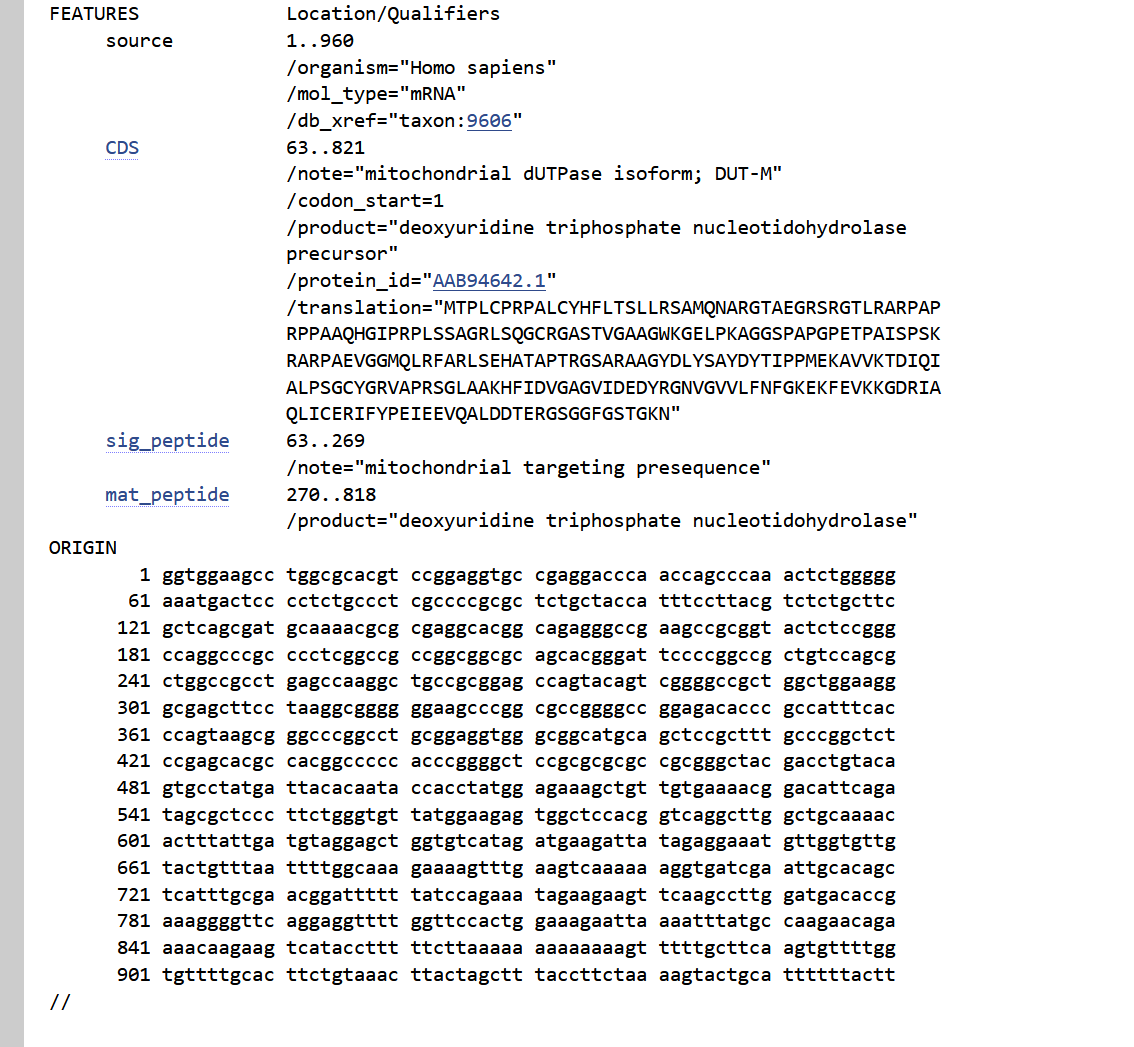 FEATURES Location/Qualifiers
source 1..960
/organism="Homo sapiens"
/mol_type="mRNA"
/db_xref="taxon:9606"
CDS 63..821
/note="mitochondrial dUTPase isoform; DUT-M"
/codon_start=1
/product="deoxyuridine triphosphate nucleotidohydrolase
precursor"
/protein_id="AAB94642.1"
/translation="MTPLCPRPALCYHFLTSLLRSAMQNARGTAEGRSRGTLRARPAP
RPPAAQHGIPRPLSSAGRLSQGCRGASTVGAAGWKGELPKAGGSPAPGPETPAISPSK
RARPAEVGGMQLRFARLSEHATAPTRGSARAAGYDLYSAYDYTIPPMEKAVVKTDIQI
ALPSGCYGRVAPRSGLAAKHFIDVGAGVIDEDYRGNVGVVLFNFGKEKFEVKKGDRIA
QLICERIFYPEIEEVQALDDTERGSGGFGSTGKN"
sig_peptide 63..269
/note="mitochondrial targeting presequence"
mat_peptide 270..818
/product="deoxyuridine triphosphate nucleotidohydrolase"
ORIGIN
1 ggtggaagcc tggcgcacgt ccggaggtgc cgaggaccca accagcccaa actctggggg
61 aaatgactcc cctctgccct cgccccgcgc tctgctacca tttccttacg tctctgcttc
121 gctcagcgat gcaaaacgcg cgaggcacgg cagagggccg aagccgcggt actctccggg
181 ccaggcccgc ccctcggccg ccggcggcgc agcacgggat tccccggccg ctgtccagcg
241 ctggccgcct gagccaaggc tgccgcggag ccagtacagt cggggccgct ggctggaagg
301 gcgagcttcc taaggcgggg ggaagcccgg cgccggggcc ggagacaccc gccatttcac
361 ccagtaagcg ggcccggcct gcggaggtgg gcggcatgca gctccgcttt gcccggctct
421 ccgagcacgc cacggccccc acccggggct ccgcgcgcgc cgcgggctac gacctgtaca
481 gtgcctatga ttacacaata ccacctatgg agaaagctgt tgtgaaaacg gacattcaga
541 tagcgctccc ttctgggtgt tatggaagag tggctccacg gtcaggcttg gctgcaaaac
601 actttattga tgtaggagct ggtgtcatag atgaagatta tagaggaaat gttggtgttg
661 tactgtttaa ttttggcaaa gaaaagtttg aagtcaaaaa aggtgatcga attgcacagc
721 tcatttgcga acggattttt tatccagaaa tagaagaagt tcaagccttg gatgacaccg
781 aaaggggttc aggaggtttt ggttccactg gaaagaatta aaatttatgc caagaacaga
841 aaacaagaag tcataccttt ttcttaaaaa aaaaaaaagt ttttgcttca agtgttttgg
901 tgttttgcac ttctgtaaac ttactagctt taccttctaa aagtactgca ttttttactt
//